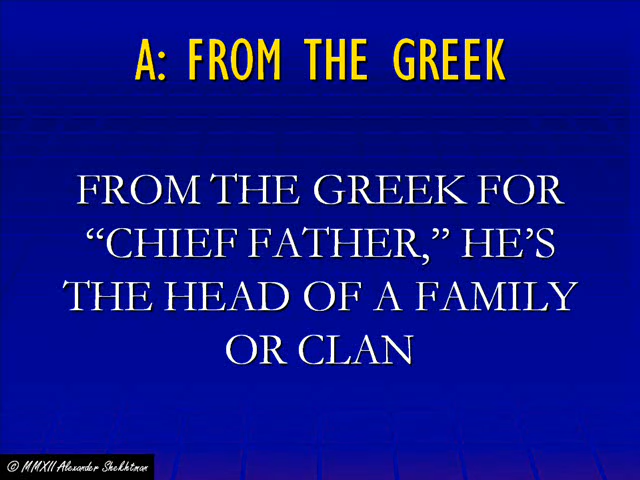 A: FROM THE GREEK
FROM THE GREEK FOR
“CHIEF FATHER,” HE’S
THE HEAD OF A FAMILY
OR CLAN
© MMXII Alexander Shekhtman